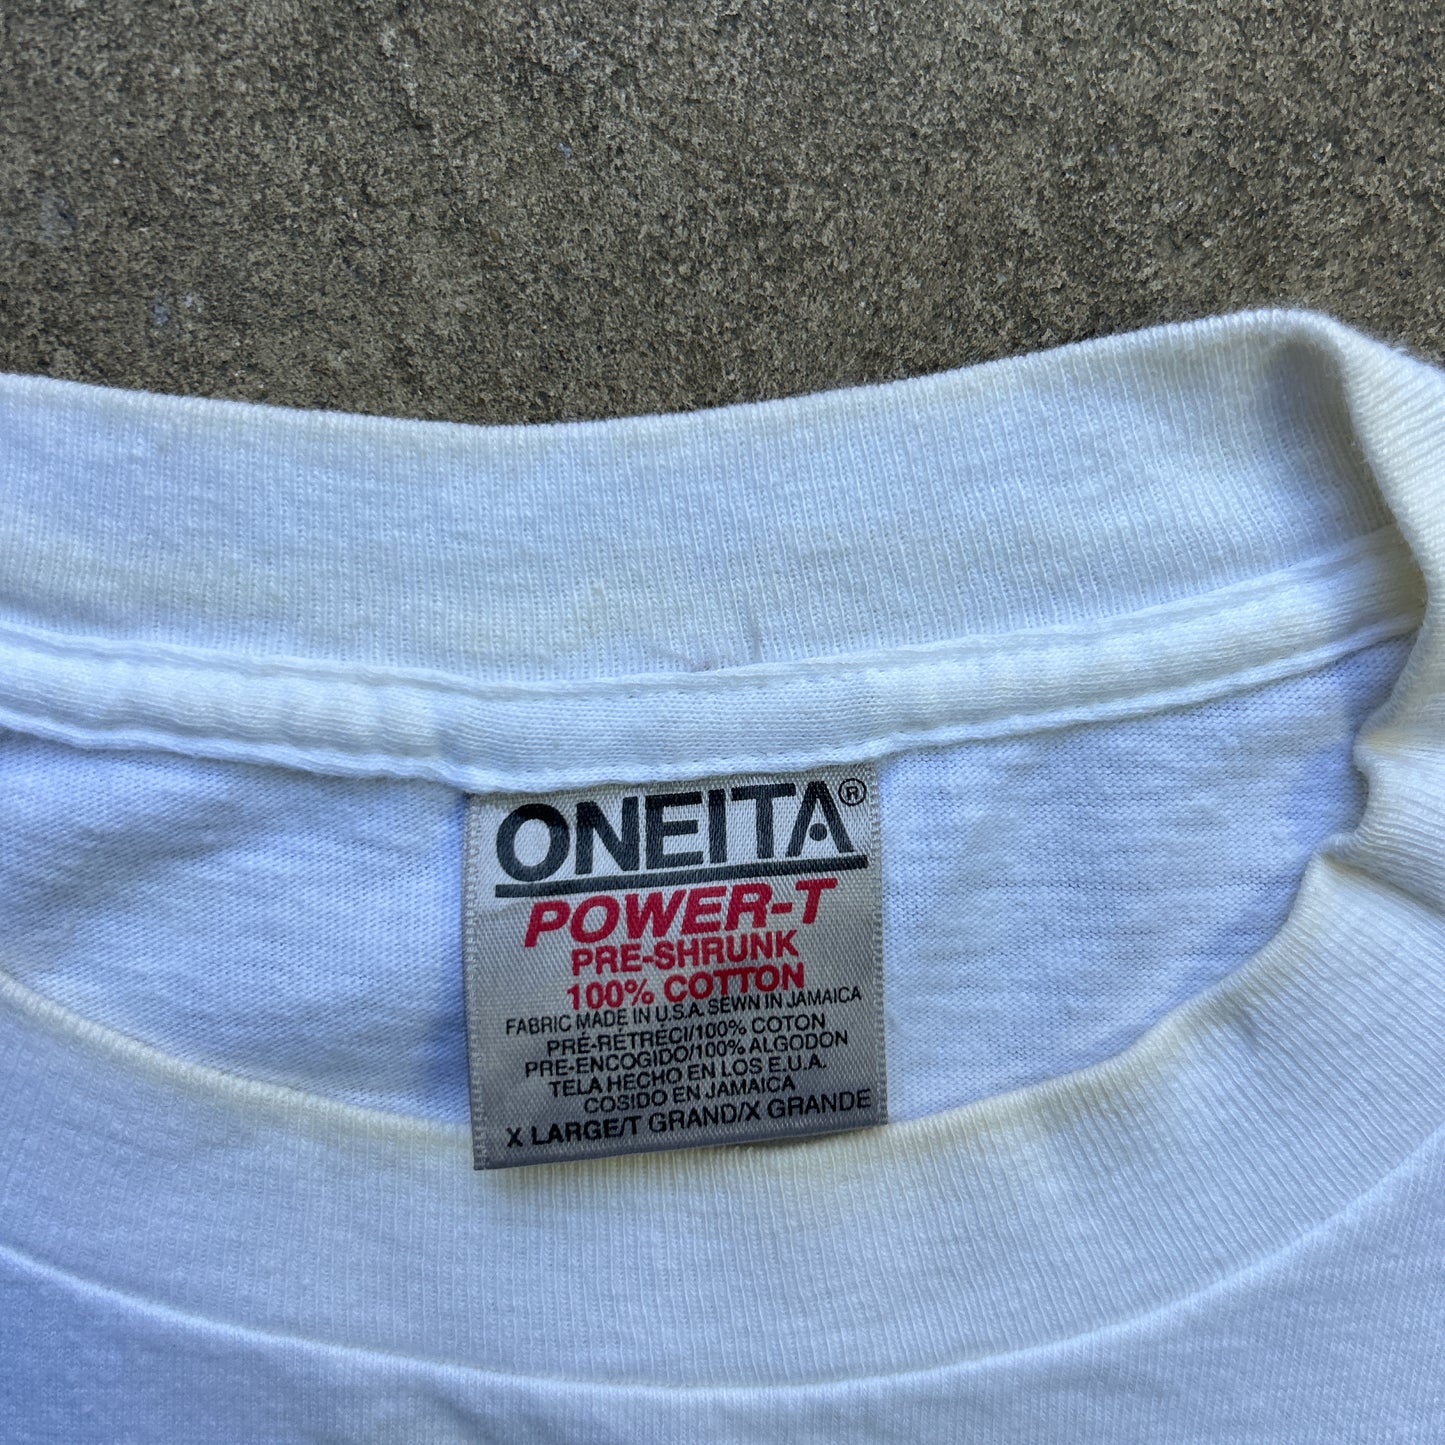 ONEITA®
POWER-T
PRE-SHRUNK
100% COTTON
FABRIC MADE IN U.S.A. SEWN IN JAMAICA
PRÉ-RÉTRÉCI/100% COTON
PRE-ENCOGIDO/100% ALGODON
TELA HECHO EN LOS E.U.A.
COSIDO EN JAMAICA
X LARGE/T GRAND/X GRANDE